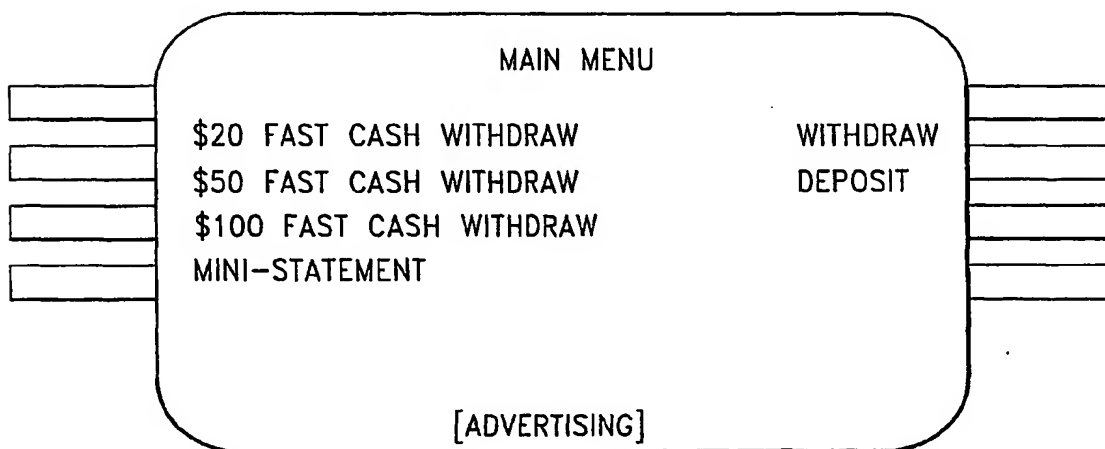 MAIN MENU
$20 FAST CASH WITHDRAW WITHDRAW
$50 FAST CASH WITHDRAW DEPOSIT
$100 FAST CASH WITHDRAW
MINI-STATEMENT
[ADVERTISING]